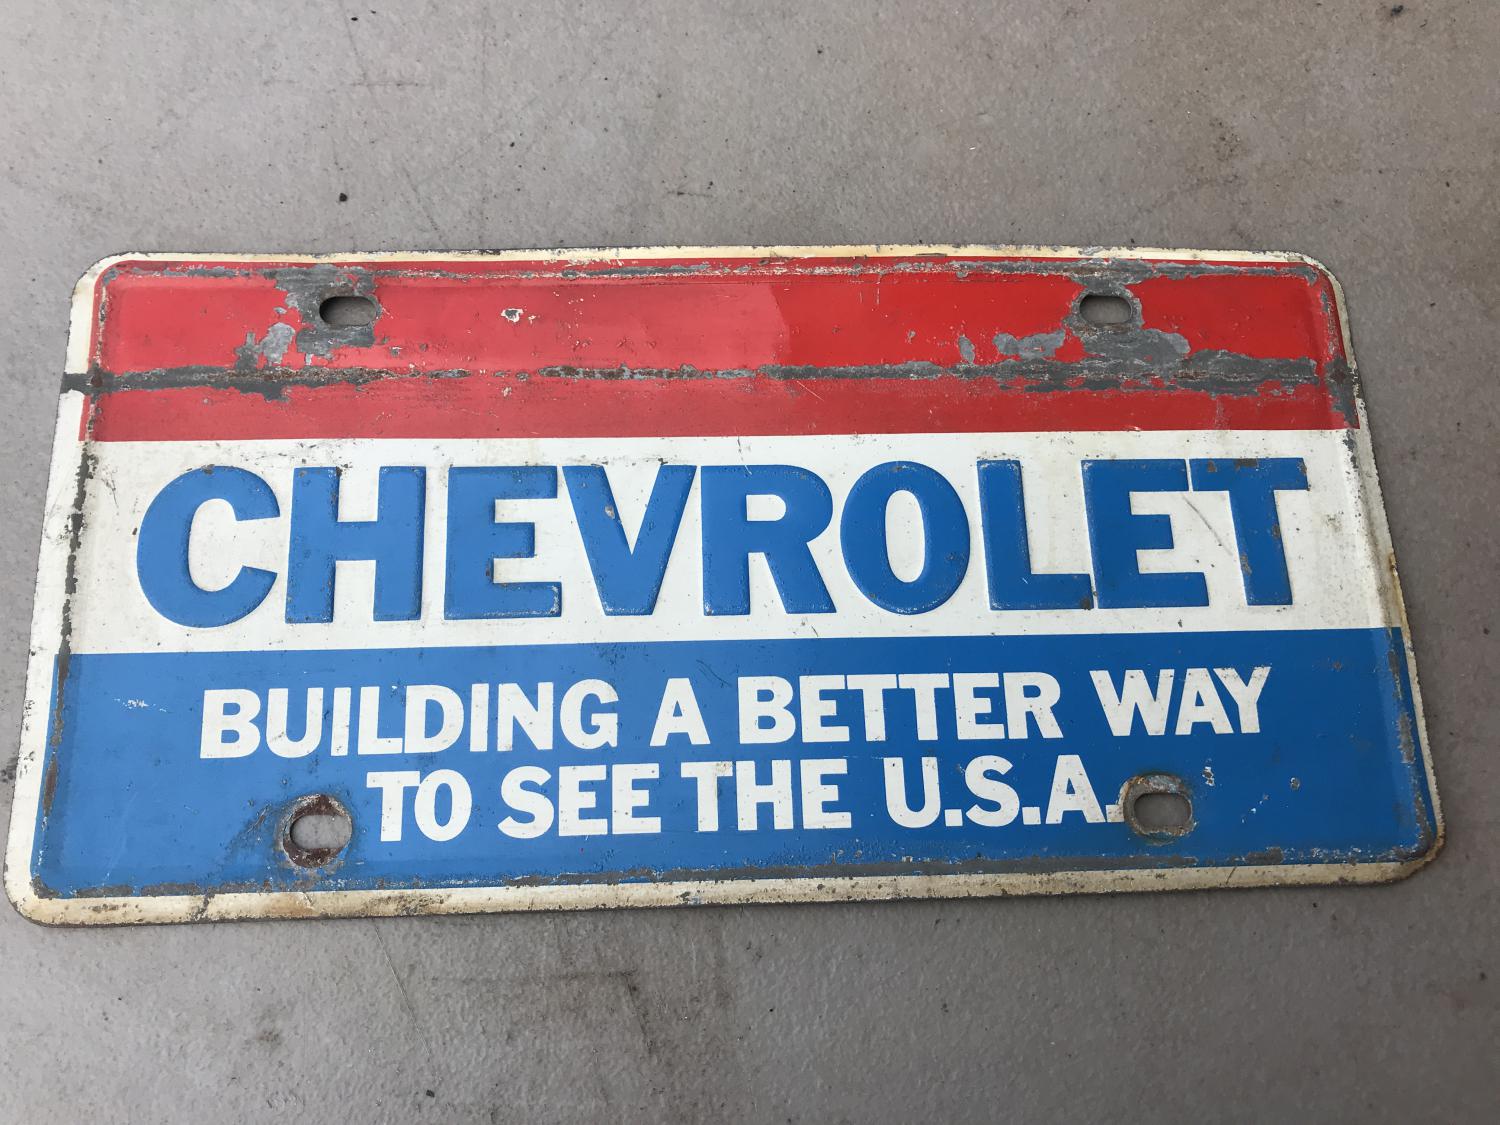 CHEVROLET
BUILDING A BETTER WAY
TO SEE THE U.S.A.